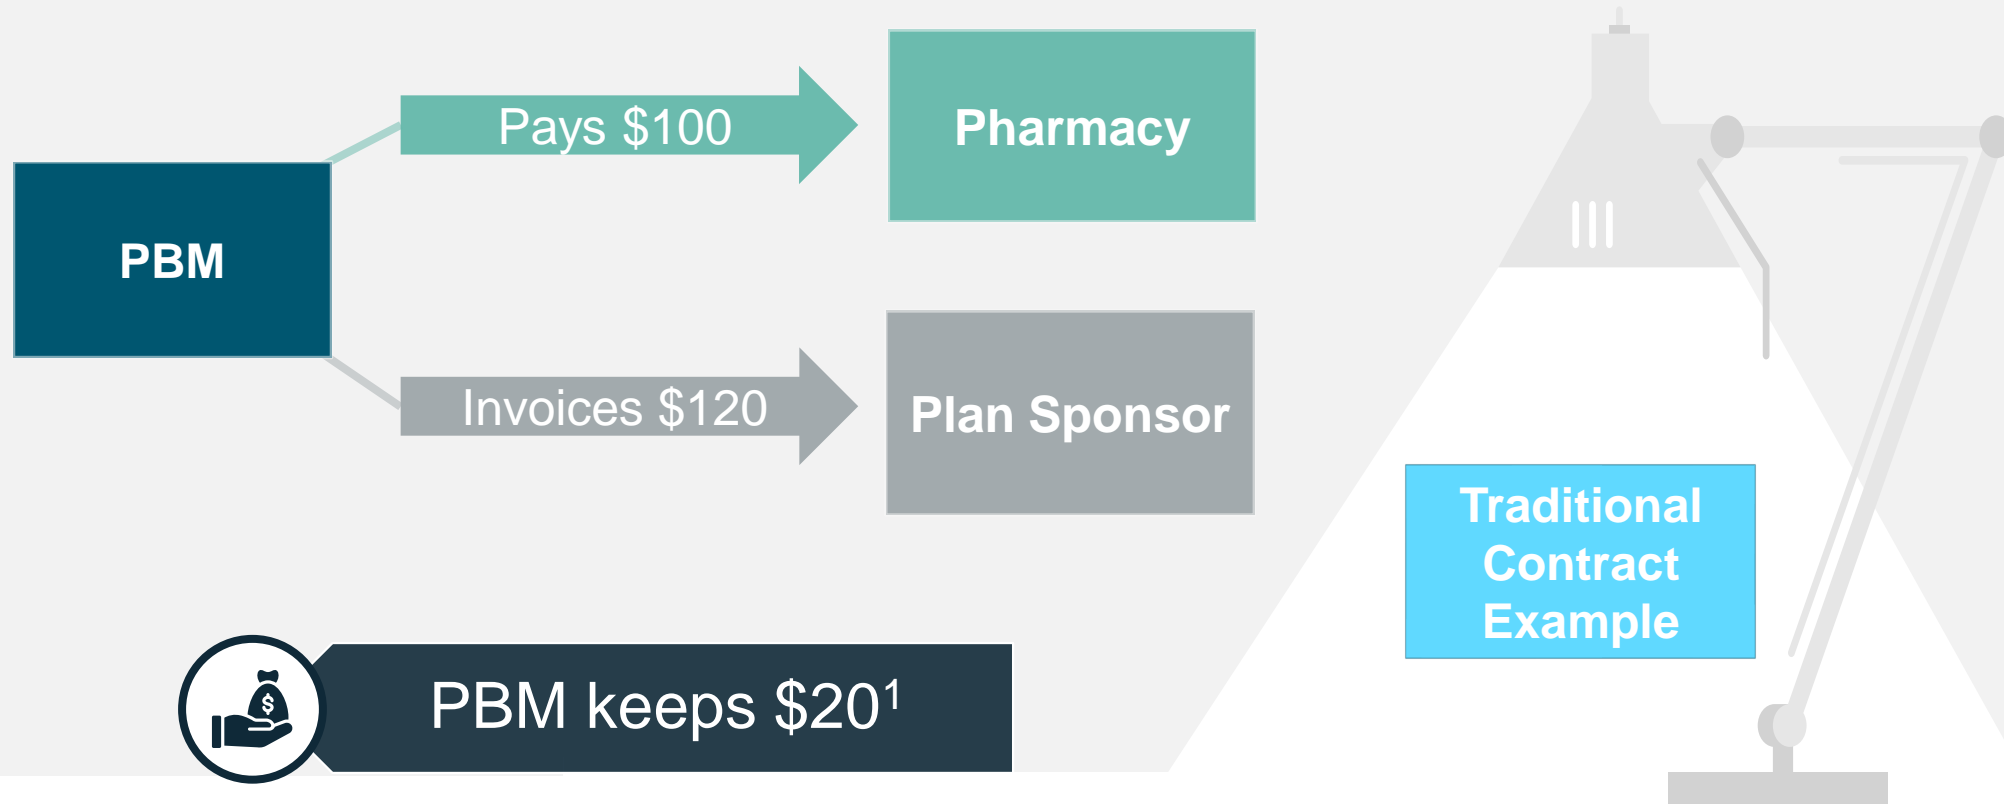 Pays $100
Pharmacy
PBM
Invoices $120
Plan Sponsor
Traditional
Contract
Example
$
PBM keeps $20¹